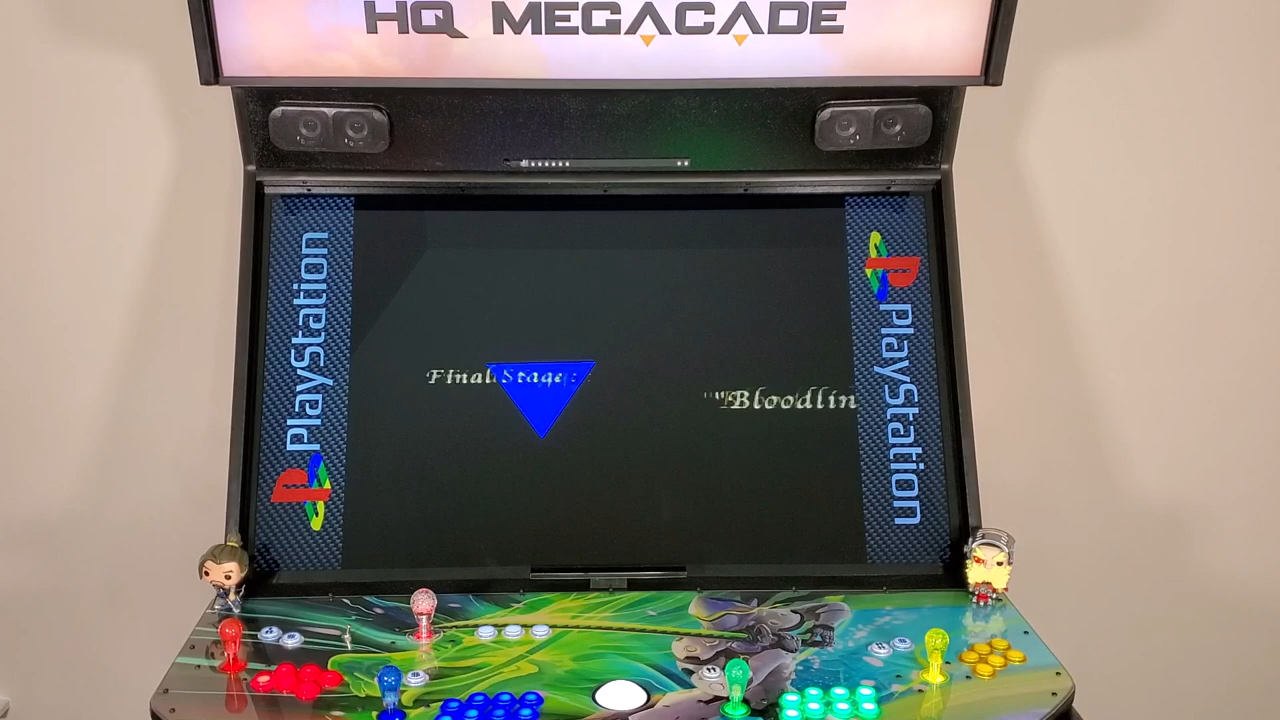 HQ MEGACADE
PlayStation
Final Stage
"Bloodlin
PlayStation